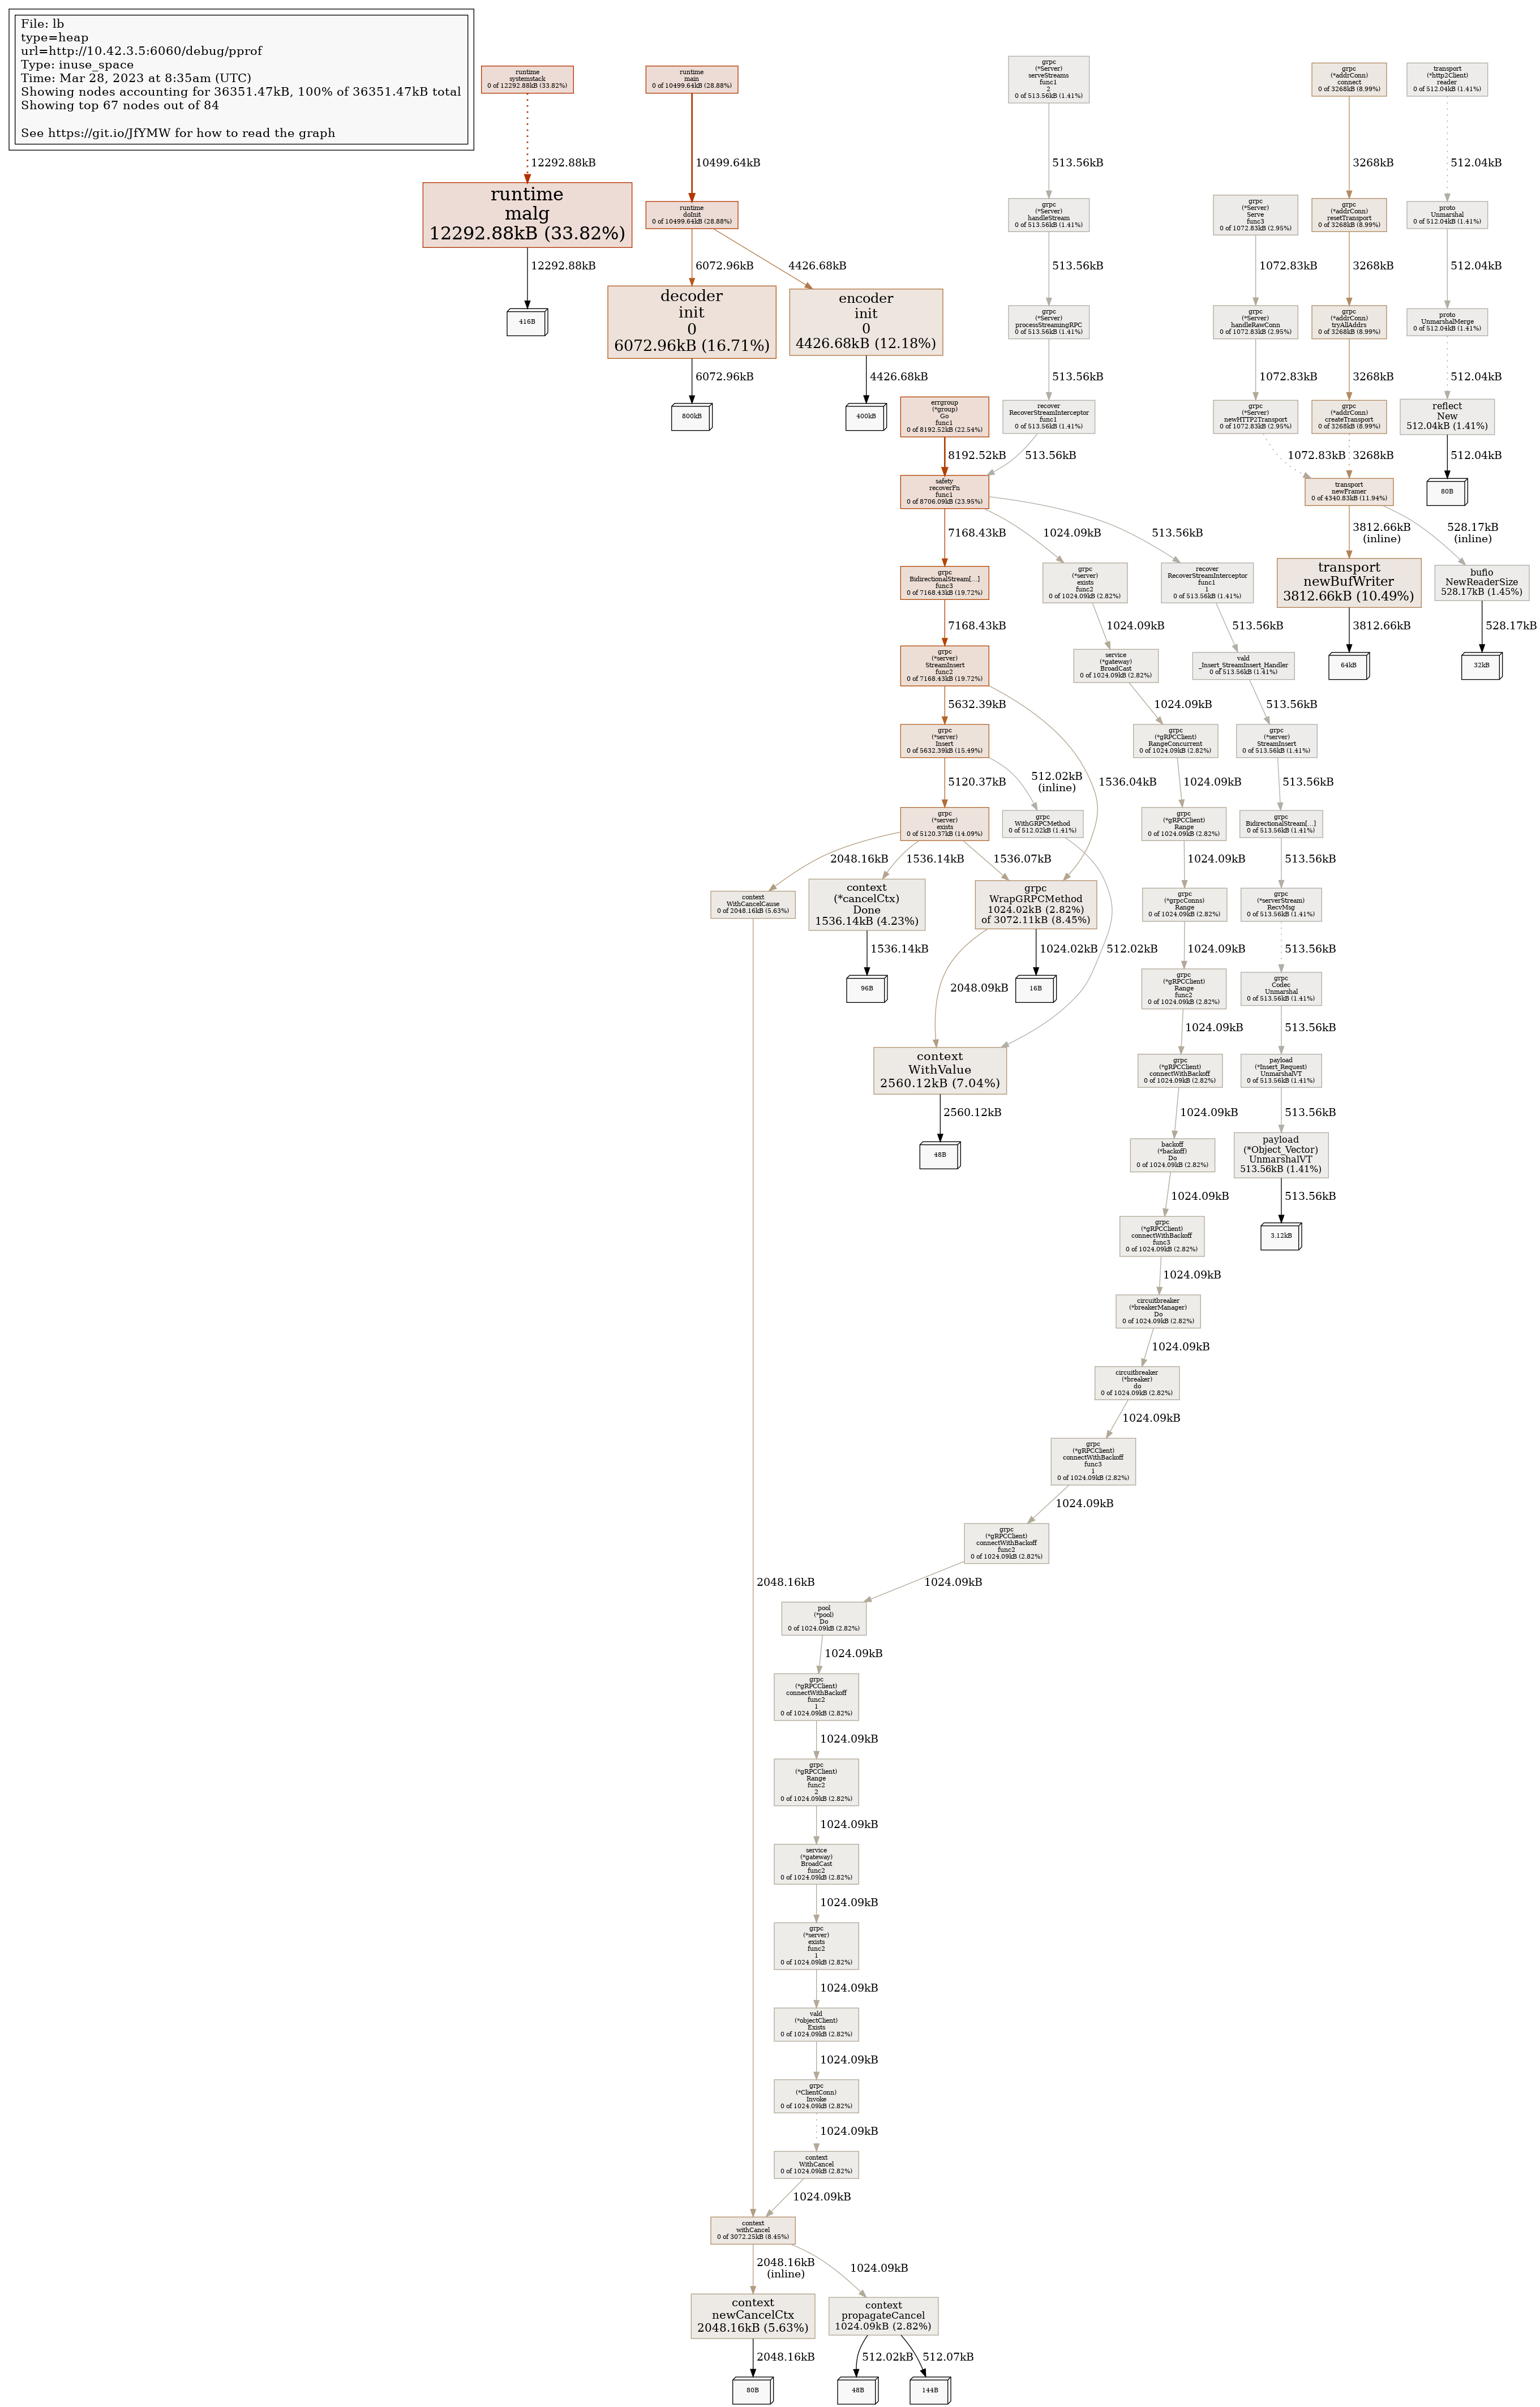 File: lb
type=heap
url=http://10.42.3.5:6060/debug/pprof
Type: inuse_space
Time: Mar 28, 2023 at 8:35am (UTC)
Showing nodes accounting for 36351.47kB, 100% of 36351.47kB total
Showing top 67 nodes out of 84
See https://git.io/JfYMW for how to read the graph
runtime
systemstack
0 of 12292.88kB (33.82%)
12292.88kB
runtime
malg
12292.88kB (33.82%)
12292.88kB
416B
runtime
main
0 of 10499.64kB (28.88%)
10499.64kB
runtime
doInit
0 of 10499.64kB (28.88%)
6072.96kB
4426.68kB
decoder
init
0
6072.96kB (16.71%)
6072.96kB
800kB
encoder
init
0
4426.68kB (12.18%)
4426.68kB
400kB
grpc
(*Server)
serveStreams
func1
2
0 of 513.56kB (1.41%)
513.56kB
grpc
(*Server)
handleStream
0 of 513.56kB (1.41%)
513.56kB
grpc
(*Server)
processStreamingRPC
0 of 513.56kB (1.41%)
513.56kB
recover
RecoverStreamInterceptor
func1
0 of 513.56kB (1.41%)
513.56kB
errgroup
(*group)
Go
func1
0 of 8192.52kB (22.54%)
8192.52kB
safety
recoverFn
func1
0 of 8706.09kB (23.95%)
7168.43kB
1024.09kB
513.56kB
grpc
(*Server)
Serve
func3
0 of 1072.83kB (2.95%)
1072.83kB
grpc
(*Server)
handleRawConn
0 of 1072.83kB (2.95%)
1072.83kB
grpc
(*Server)
newHTTP2Transport
0 of 1072.83kB (2.95%)
1072.83kB
grpc
(*addrConn)
connect
0 of 3268kB (8.99%)
3268kB
grpc
(*addrConn)
resetTransport
0 of 3268kB (8.99%)
3268kB
grpc
(*addrConn)
tryAllAddrs
0 of 3268kB (8.99%)
3268kB
grpc
(*addrConn)
createTransport
0 of 3268kB (8.99%)
3268kB
transport
newFramer
0 of 4340.83kB (11.94%)
3812.66kB
(inline)
528.17kB
(inline)
transport
newBufWriter
3812.66kB (10.49%)
3812.66kB
64kB
bufio
NewReaderSize
528.17kB (1.45%)
528.17kB
32kB
transport
(*http2Client)
reader
0 of 512.04kB (1.41%)
512.04kB
proto
Unmarshal
0 of 512.04kB (1.41%)
512.04kB
proto
UnmarshalMerge
0 of 512.04kB (1.41%)
512.04kB
reflect
New
512.04kB (1.41%)
512.04kB
80B
grpc
BidirectionalStream[...]
func3
0 of 7168.43kB (19.72%)
7168.43kB
grpc
(*server)
StreamInsert
func2
0 of 7168.43kB (19.72%)
5632.39kB
1536.04kB
grpc
(*server)
Insert
0 of 5632.39kB (15.49%)
5120.37kB
512.02kB
(inline)
grpc
(*server)
exists
0 of 5120.37kB (14.09%)
2048.16kB
1536.14kB
1536.07kB
grpc
WithGRPCMethod
0 of 512.02kB (1.41%)
512.02kB
context
WithCancelCause
0 of 2048.16kB (5.63%)
2048.16kB
context
(*cancelCtx)
Done
1536.14kB (4.23%)
1536.14kB
96B
grpc
WrapGRPCMethod
1024.02kB (2.82%)
of 3072.11kB (8.45%)
1024.02kB
16B
2048.09kB
context
WithValue
2560.12kB (7.04%)
2560.12kB
48B
recover
RecoverStreamInterceptor
func1
1
0 of 513.56kB (1.41%)
513.56kB
vald
_Insert_StreamInsert_Handler
0 of 513.56kB (1.41%)
513.56kB
grpc
(*server)
StreamInsert
0 of 513.56kB (1.41%)
513.56kB
grpc
BidirectionalStream[...]
0 of 513.56kB (1.41%)
513.56kB
grpc
(*serverStream)
RecvMsg
0 of 513.56kB (1.41%)
513.56kB
grpc
Codec
Unmarshal
0 of 513.56kB (1.41%)
513.56kB
payload
(*Insert_Request)
UnmarshalVT
0 of 513.56kB (1.41%)
513.56kB
payload
(*Object_Vector)
UnmarshalVT
513.56kB (1.41%)
513.56kB
3.12kB
grpc
(*server)
exists
func2
0 of 1024.09kB (2.82%)
1024.09kB
service
(*gateway)
BroadCast
0 of 1024.09kB (2.82%)
1024.09kB
grpc
(*gRPCClient)
RangeConcurrent
0 of 1024.09kB (2.82%)
1024.09kB
grpc
(*gRPCClient)
Range
0 of 1024.09kB (2.82%)
1024.09kB
grpc
(*grpcConns)
Range
0 of 1024.09kB (2.82%)
1024.09kB
grpc
(*gRPCClient)
Range
func2
0 of 1024.09kB (2.82%)
1024.09kB
grpc
(*gRPCClient)
connectWithBackoff
0 of 1024.09kB (2.82%)
1024.09kB
backoff
(*backoff)
Do
0 of 1024.09kB (2.82%)
1024.09kB
grpc
(*gRPCClient)
connectWithBackoff
func3
0 of 1024.09kB (2.82%)
1024.09kB
circuitbreaker
(*breakerManager)
Do
0 of 1024.09kB (2.82%)
1024.09kB
circuitbreaker
(*breaker)
do
0 of 1024.09kB (2.82%)
1024.09kB
grpc
(*gRPCClient)
connectWithBackoff
func3
1
0 of 1024.09kB (2.82%)
1024.09kB
grpc
(*gRPCClient)
connectWithBackoff
func2
0 of 1024.09kB (2.82%)
1024.09kB
pool
(*pool)
Do
0 of 1024.09kB (2.82%)
1024.09kB
grpc
(*gRPCClient)
connectWithBackoff
func2
1
0 of 1024.09kB (2.82%)
1024.09kB
grpc
(*gRPCClient)
Range
func2
2
0 of 1024.09kB (2.82%)
1024.09kB
service
(*gateway)
BroadCast
func2
0 of 1024.09kB (2.82%)
1024.09kB
grpc
(*server)
exists
func2
1
0 of 1024.09kB (2.82%)
1024.09kB
vald
(*objectClient)
Exists
0 of 1024.09kB (2.82%)
1024.09kB
grpc
(*ClientConn)
Invoke
0 of 1024.09kB (2.82%)
1024.09kB
context
WithCancel
0 of 1024.09kB (2.82%)
1024.09kB
context
withCancel
0 of 3072.25kB (8.45%)
2048.16kB
(inline)
1024.09kB
context
newCancelCtx
2048.16kB (5.63%)
2048.16kB
80B
context
propagateCancel
1024.09kB (2.82%)
512.02kB
512.07kB
48B
144B